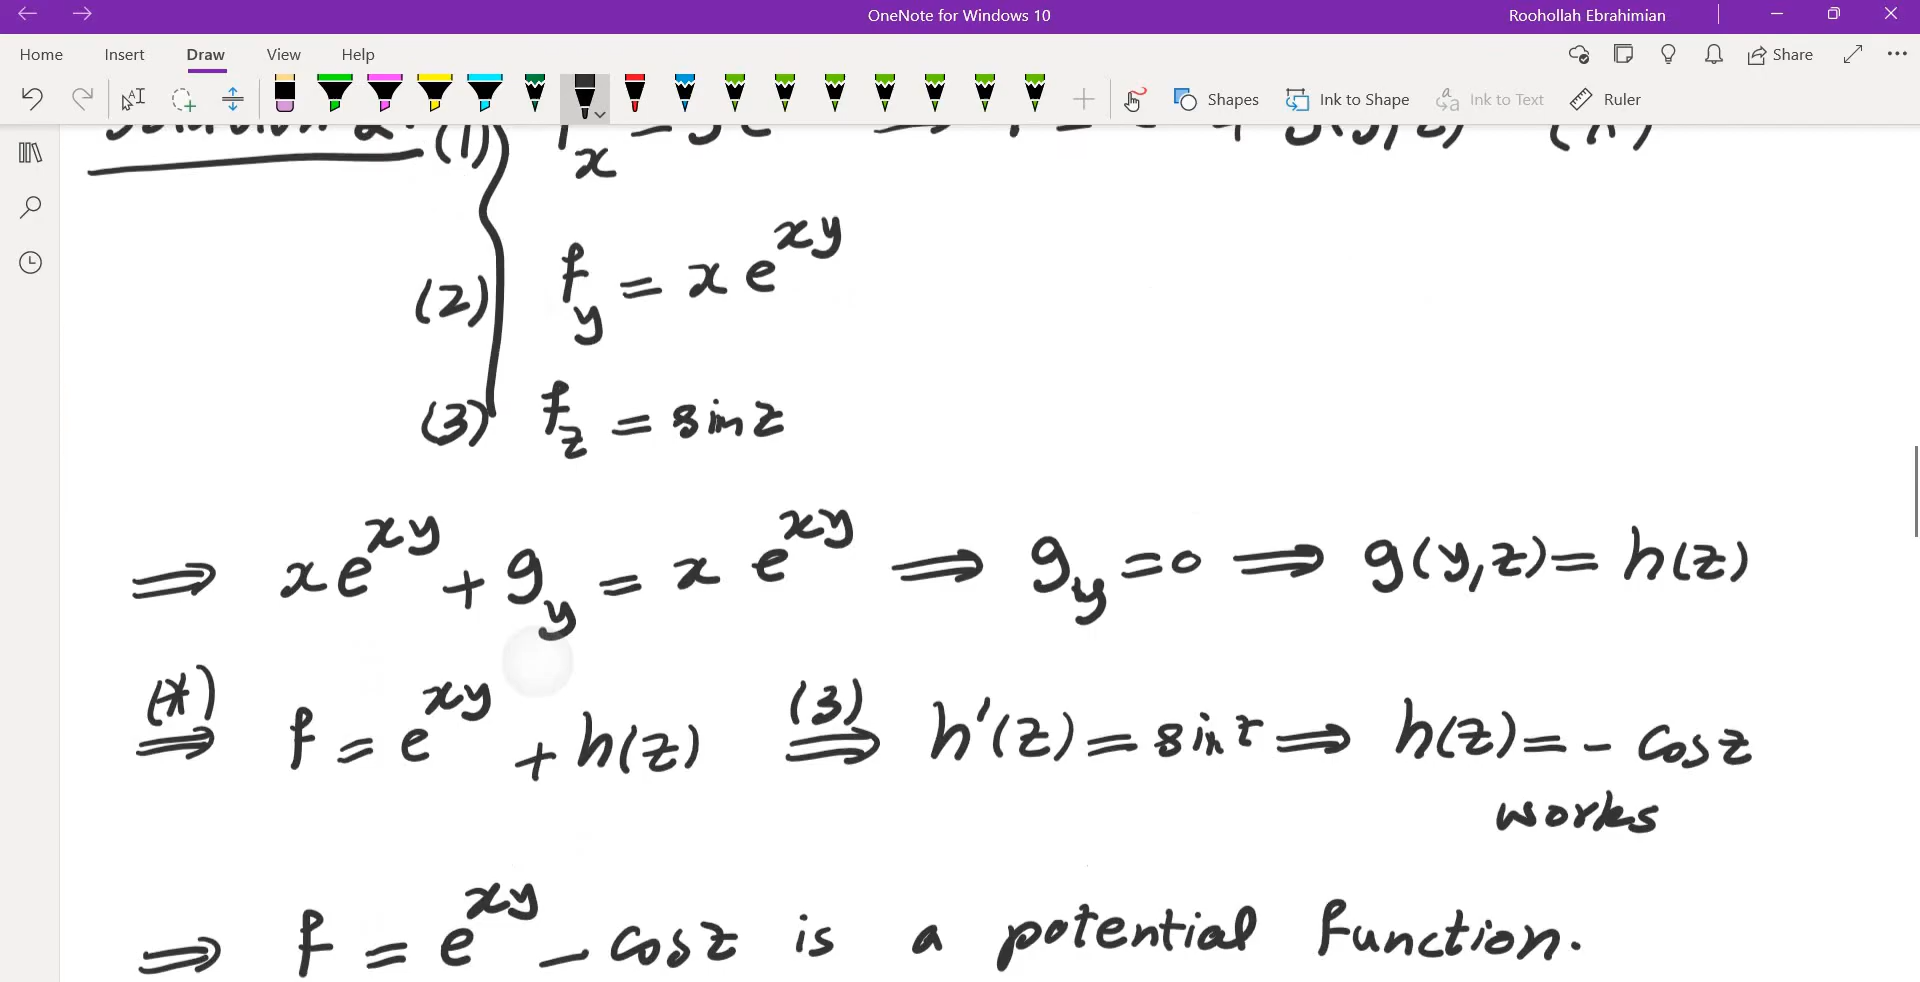 OneNote for Windows 10
Roohollah Ebrahimian
Home Insert Draw View Help
Share
Shapes Ink to Shape Ink to Text Ruler
(1) x
(2) f_y = x e^{xy}
(3) f_z = sin z
⟹ x e^{xy} + g_y = x e^{xy} ⟹ g_y = 0 ⟹ g(y,z) = h(z)
(*) ⟹ f = e^{xy} + h(z) (3) ⟹ h'(z) = sin z ⟹ h(z) = - cos z
works
⟹ f = e^{xy} - cos z is a potential function.